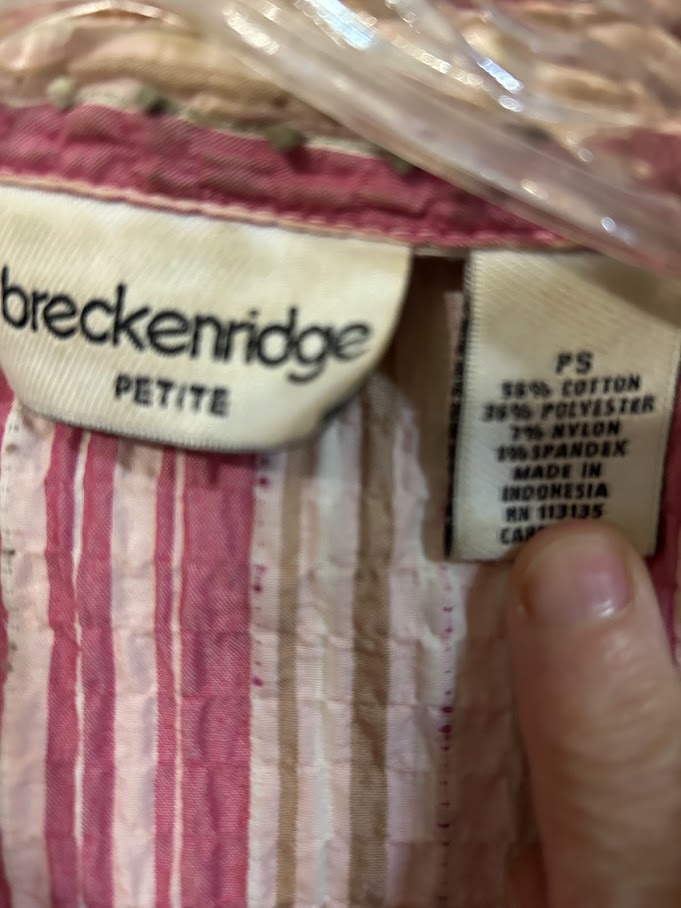 breckenridge
PETITE
PS
56% COTTON
36% POLYESTER
7% NYLON
1% SPANDEX
MADE IN
INDONESIA
RN 113135